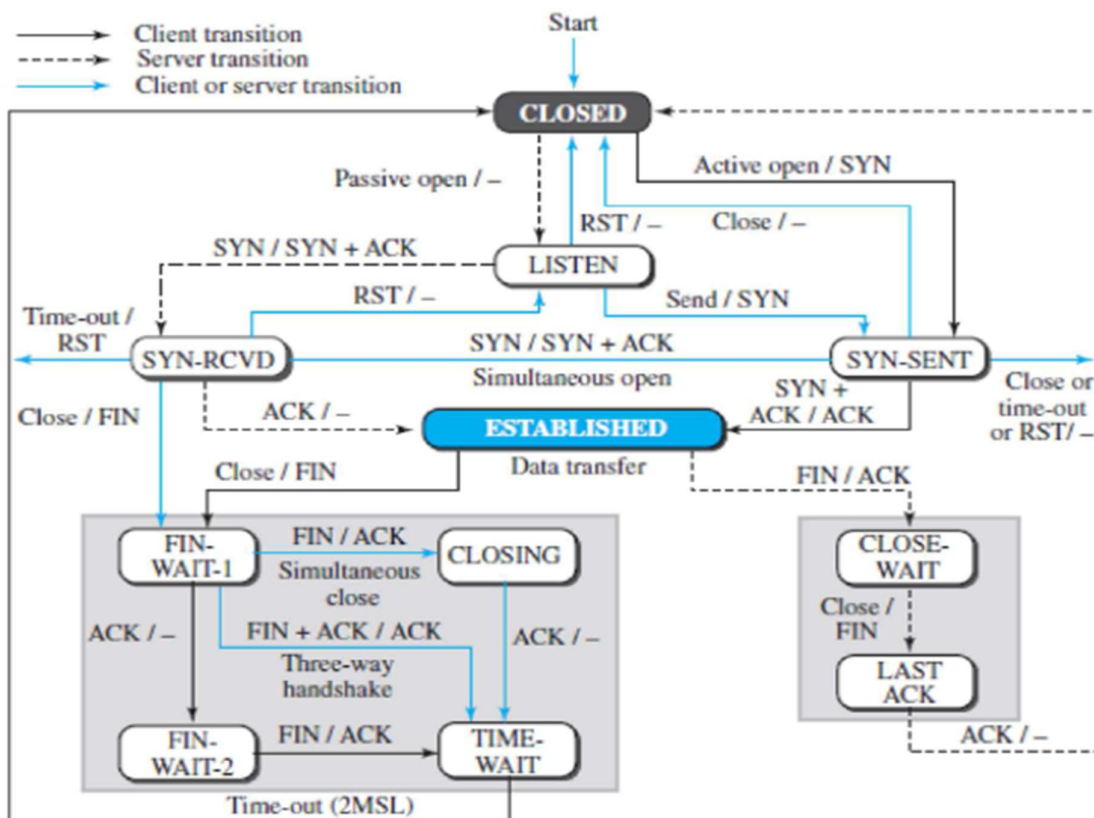 Start
Client transition
Server transition
Client or server transition
CLOSED
Passive open / –
Active open / SYN
RST / –
Close / –
SYN / SYN + ACK
LISTEN
RST / –
Send / SYN
Time-out /
RST
SYN-RCVD
SYN / SYN + ACK
Simultaneous open
SYN-SENT
Close or
time-out
or RST/ –
Close / FIN
ACK / –
SYN +
ACK / ACK
ESTABLISHED
Data transfer
Close / FIN
FIN / ACK
FIN-
WAIT-1
FIN / ACK
Simultaneous
close
CLOSING
CLOSE-
WAIT
ACK / –
FIN + ACK / ACK
Three-way
handshake
ACK / –
Close /
FIN
LAST
ACK
FIN-
WAIT-2
FIN / ACK
TIME-
WAIT
ACK / –
Time-out (2MSL)